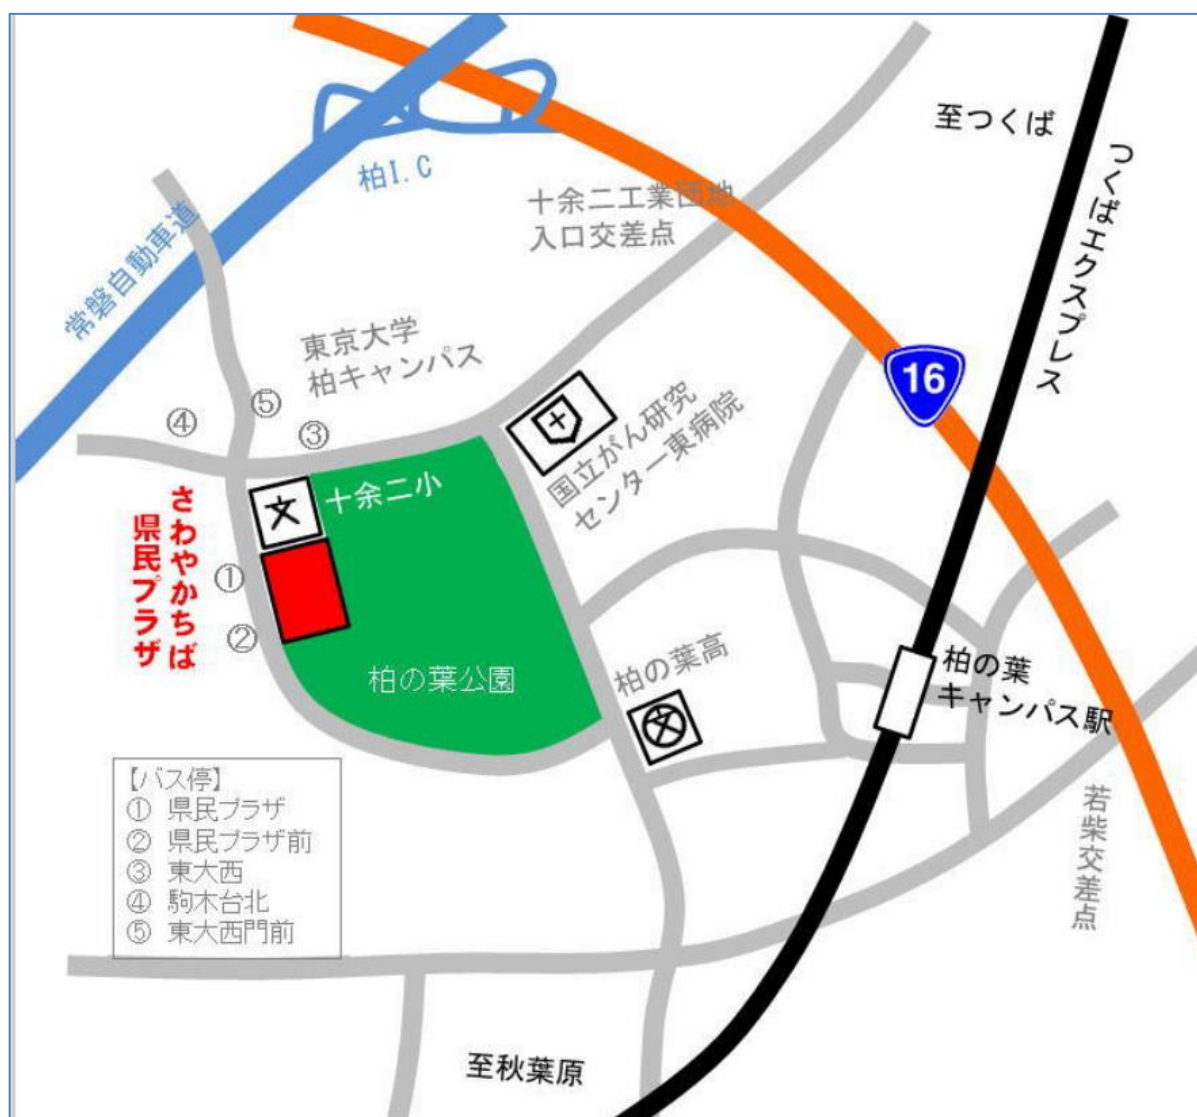 至つくば
つくばエクスプレス
柏I.C
十余二工業団地
入口交差点
常磐自動車道
東京大学
柏キャンパス
16
⑤
④
③
国立がん研究
センター東病院
十余二小
さわやかちば
県民プラザ
①
②
柏の葉公園
柏の葉高
柏の葉
キャンパス駅
【バス停】
① 県民プラザ
② 県民プラザ前
③ 東大西
④ 駒木台北
⑤ 東大西門前
若柴交差点
至秋葉原